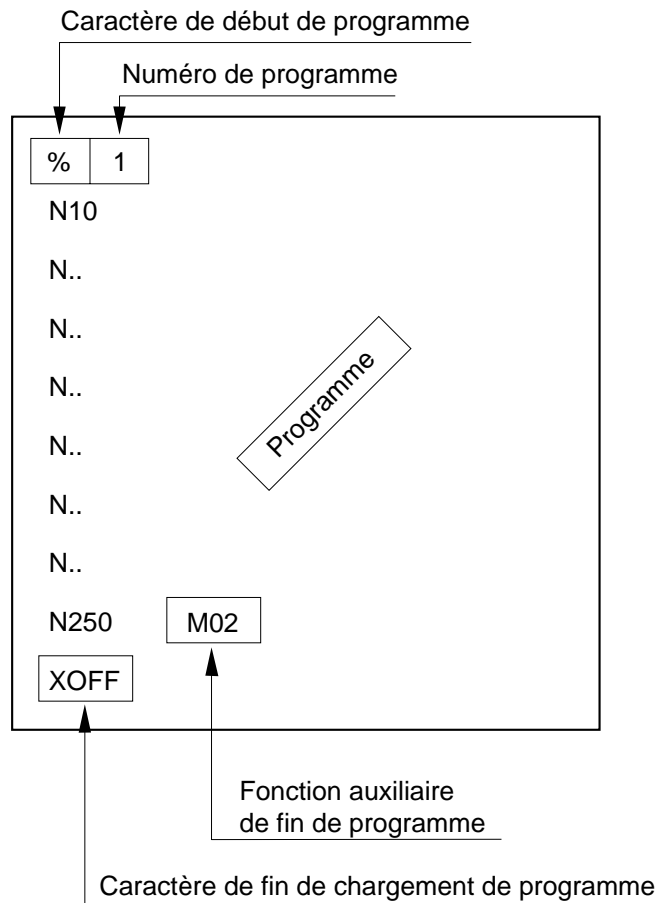 Caractère de début de programme
Numéro de programme
% 1
N10
N..
N..
N..
N..
N..
N..
Programme
N250 M02
XOFF
Fonction auxiliaire
de fin de programme
Caractère de fin de chargement de programme